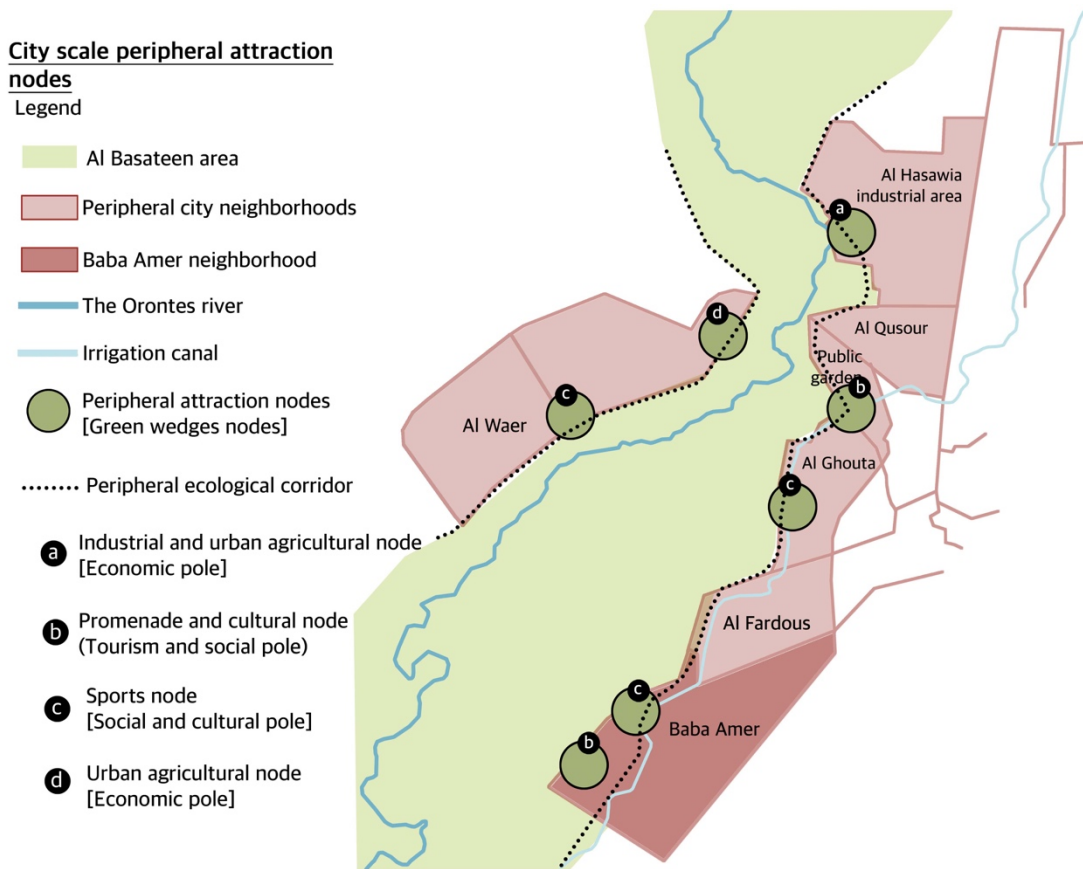 City scale peripheral attraction
nodes
Legend
Al Basateen area
Peripheral city neighborhoods
Baba Amer neighborhood
The Orontes river
Irrigation canal
Peripheral attraction nodes
[Green wedges nodes]
Peripheral ecological corridor
a Industrial and urban agricultural node
[Economic pole]
b Promenade and cultural node
(Tourism and social pole)
c Sports node
[Social and cultural pole]
d Urban agricultural node
[Economic pole]
Al Hasawia
industrial area
a
d
Al Qusour
Public
garden
b
c
Al Waer
Al Ghouta
c
Al Fardous
c
Baba Amer
b